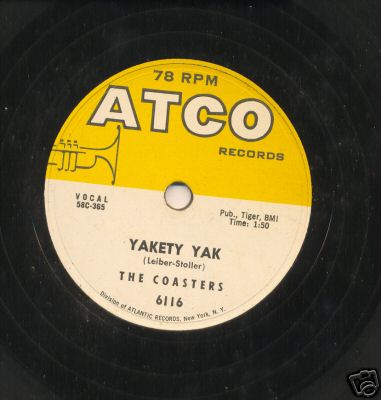 78 RPM
ATCO
RECORDS
VOCAL
58C-365
Pub., Tiger, BMI
Time: 1:50
YAKETY YAK
(Leiber-Stoller)
THE COASTERS
6116
Division of ATLANTIC RECORDS, New York, N. Y.